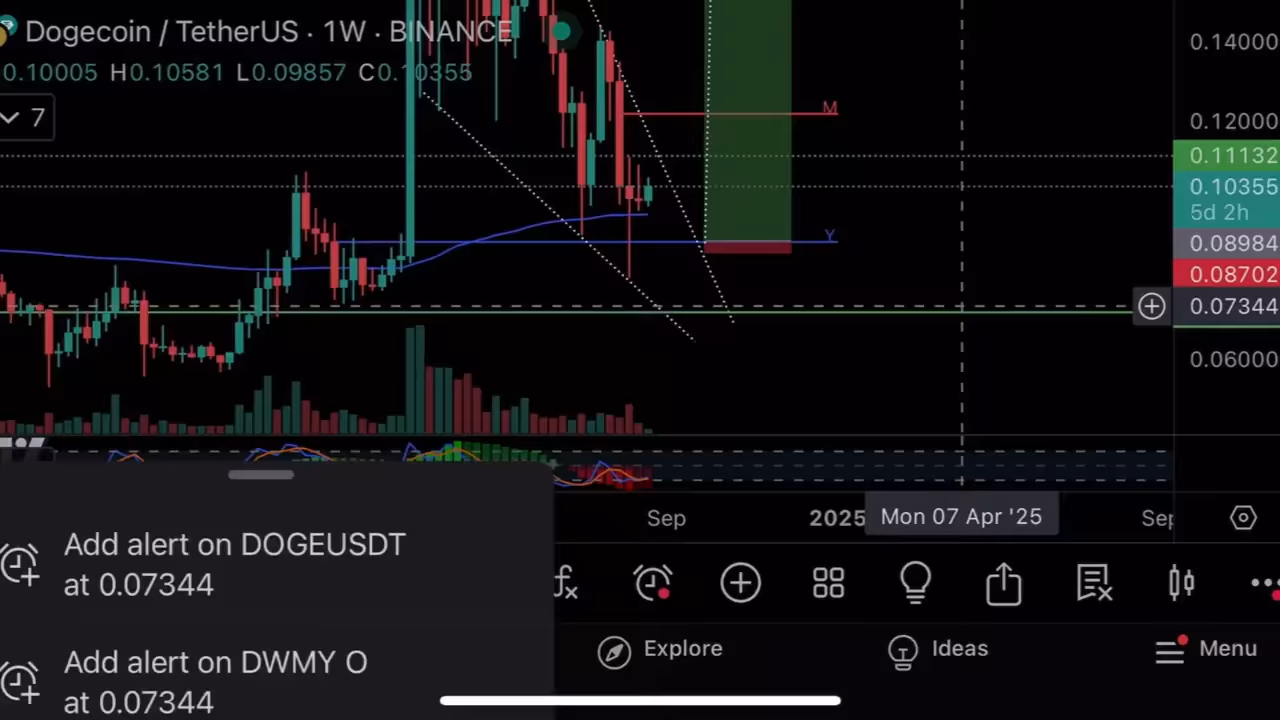 Dogecoin / TetherUS · 1W · BINANCE
0.10005 H0.10581 L0.09857 C0.10355
7
M
Y
0.14000
0.12000
0.11132
0.10355
5d 2h
0.08984
0.08702
0.07344
0.06000
Sep
2025
Mon 07 Apr '25
Sep
Add alert on DOGEUSDT
at 0.07344
Add alert on DWMY O
at 0.07344
Explore
Ideas
Menu